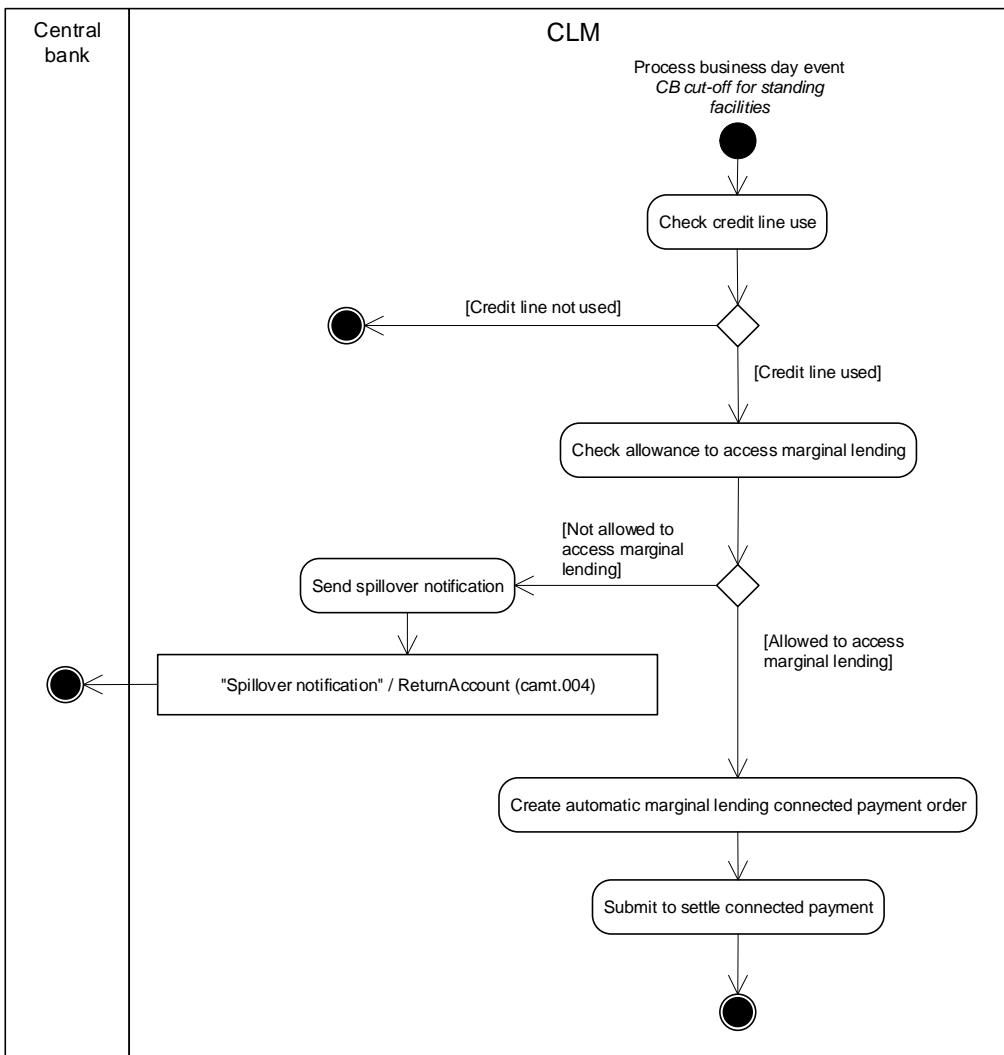 Central
bank
CLM
Process business day event
CB cut-off for standing
facilities
Check credit line use
[Credit line not used]
[Credit line used]
Check allowance to access marginal lending
[Not allowed to
access marginal
lending]
Send spillover notification
[Allowed to access
marginal lending]
"Spillover notification" / ReturnAccount (camt.004)
Create automatic marginal lending connected payment order
Submit to settle connected payment